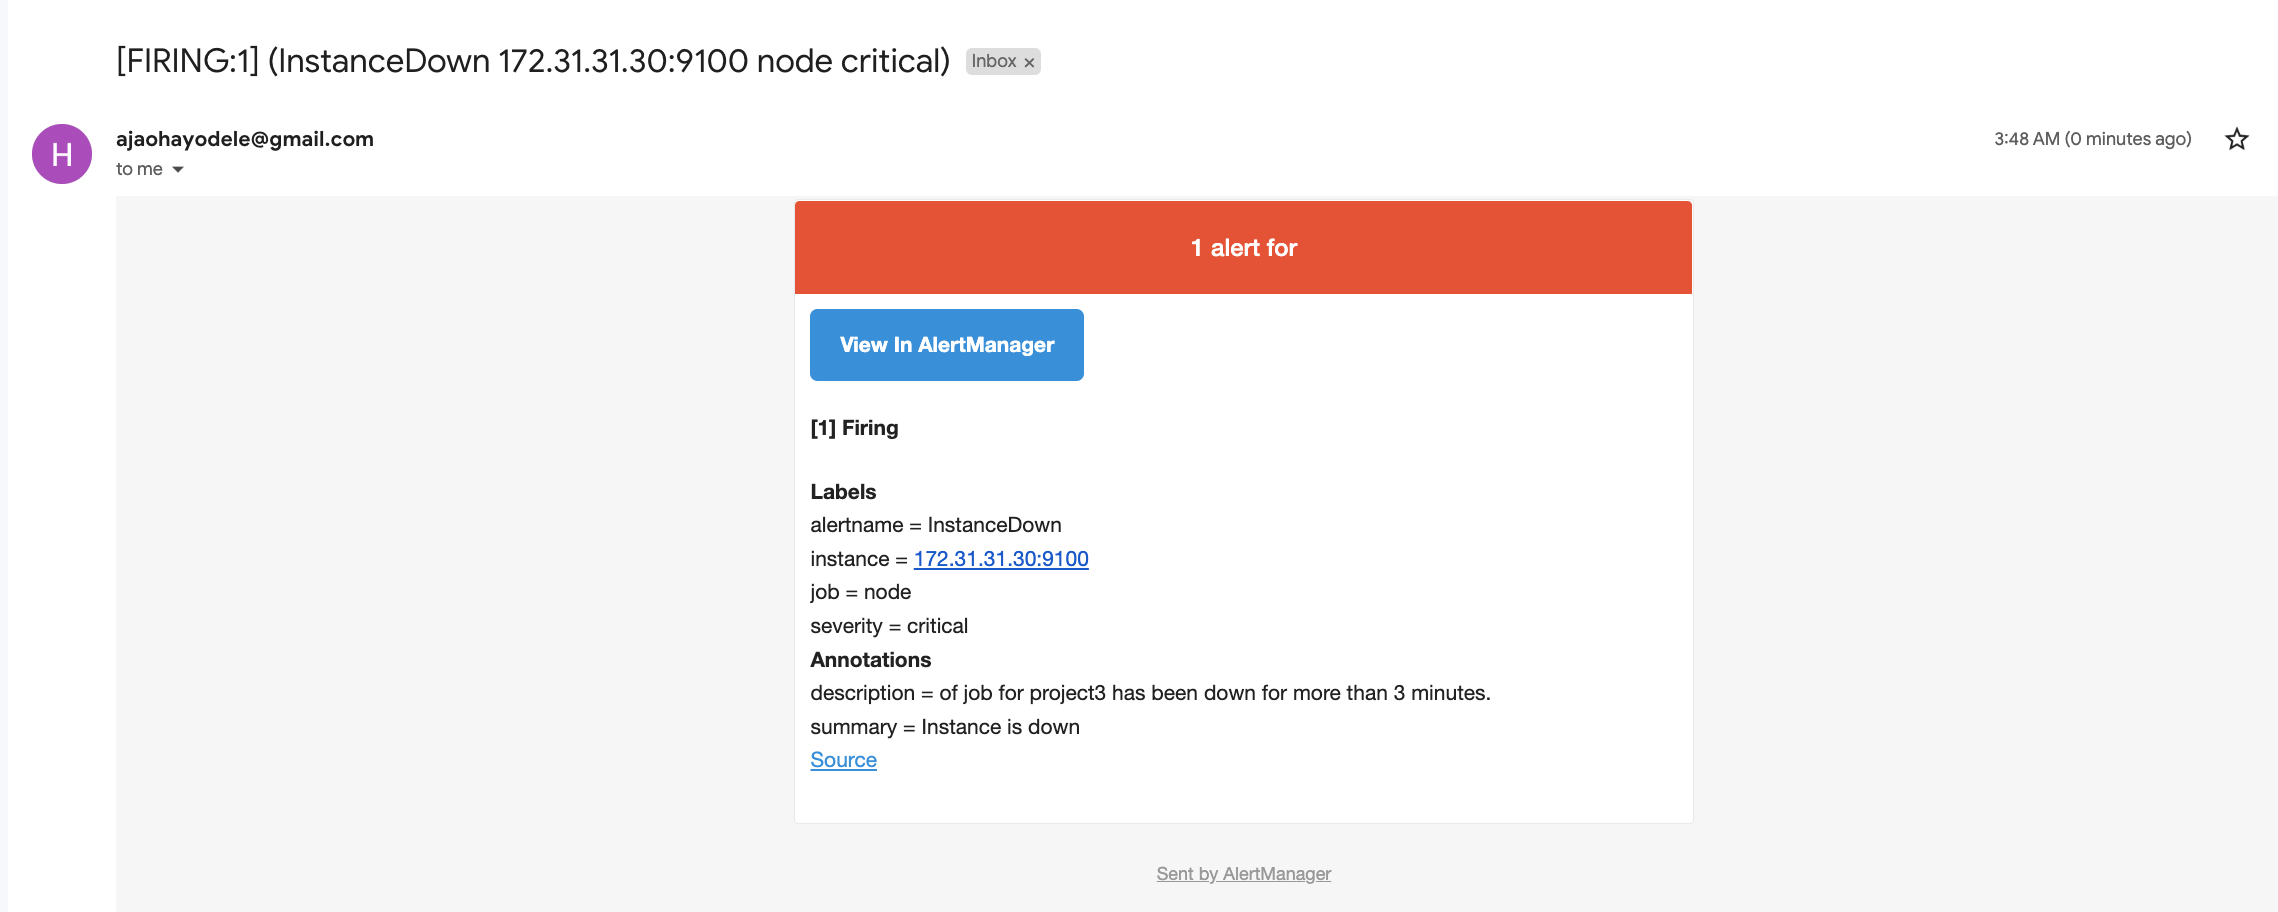 [FIRING:1] (InstanceDown 172.31.31.30:9100 node critical) Inbox ×
H
ajaohayodele@gmail.com
3:48 AM (0 minutes ago)
to me
1 alert for
View In AlertManager
[1] Firing
Labels
alertname = InstanceDown
instance = 172.31.31.30:9100
job = node
severity = critical
Annotations
description = of job for project3 has been down for more than 3 minutes.
summary = Instance is down
Source
Sent by AlertManager